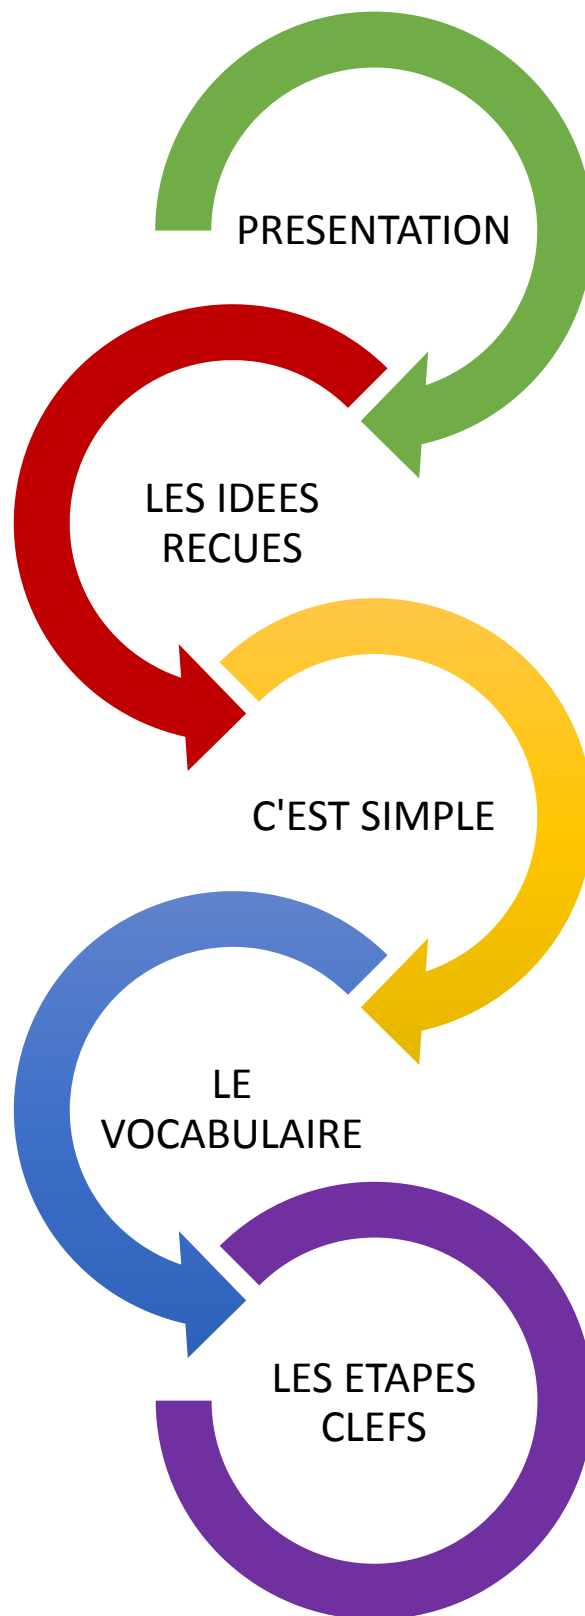 PRESENTATION
LES IDEES
RECUES
C'EST SIMPLE
LE
VOCABULAIRE
LES ETAPES
CLEFS